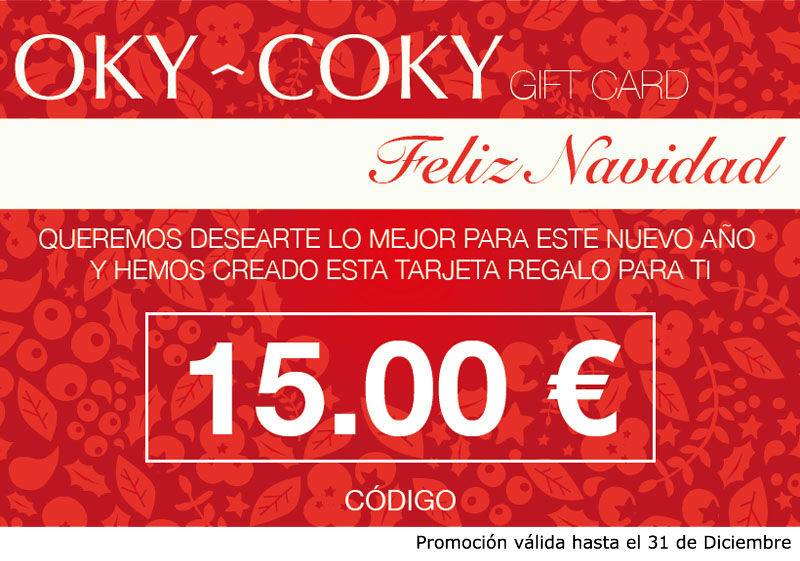 OKY^COKY GIFT CARD
Feliz Navidad
QUEREMOS DESEARTE LO MEJOR PARA ESTE NUEVO AÑO
Y HEMOS CREADO ESTA TARJETA REGALO PARA TI
15.00 €
CÓDIGO
Promoción válida hasta el 31 de Diciembre